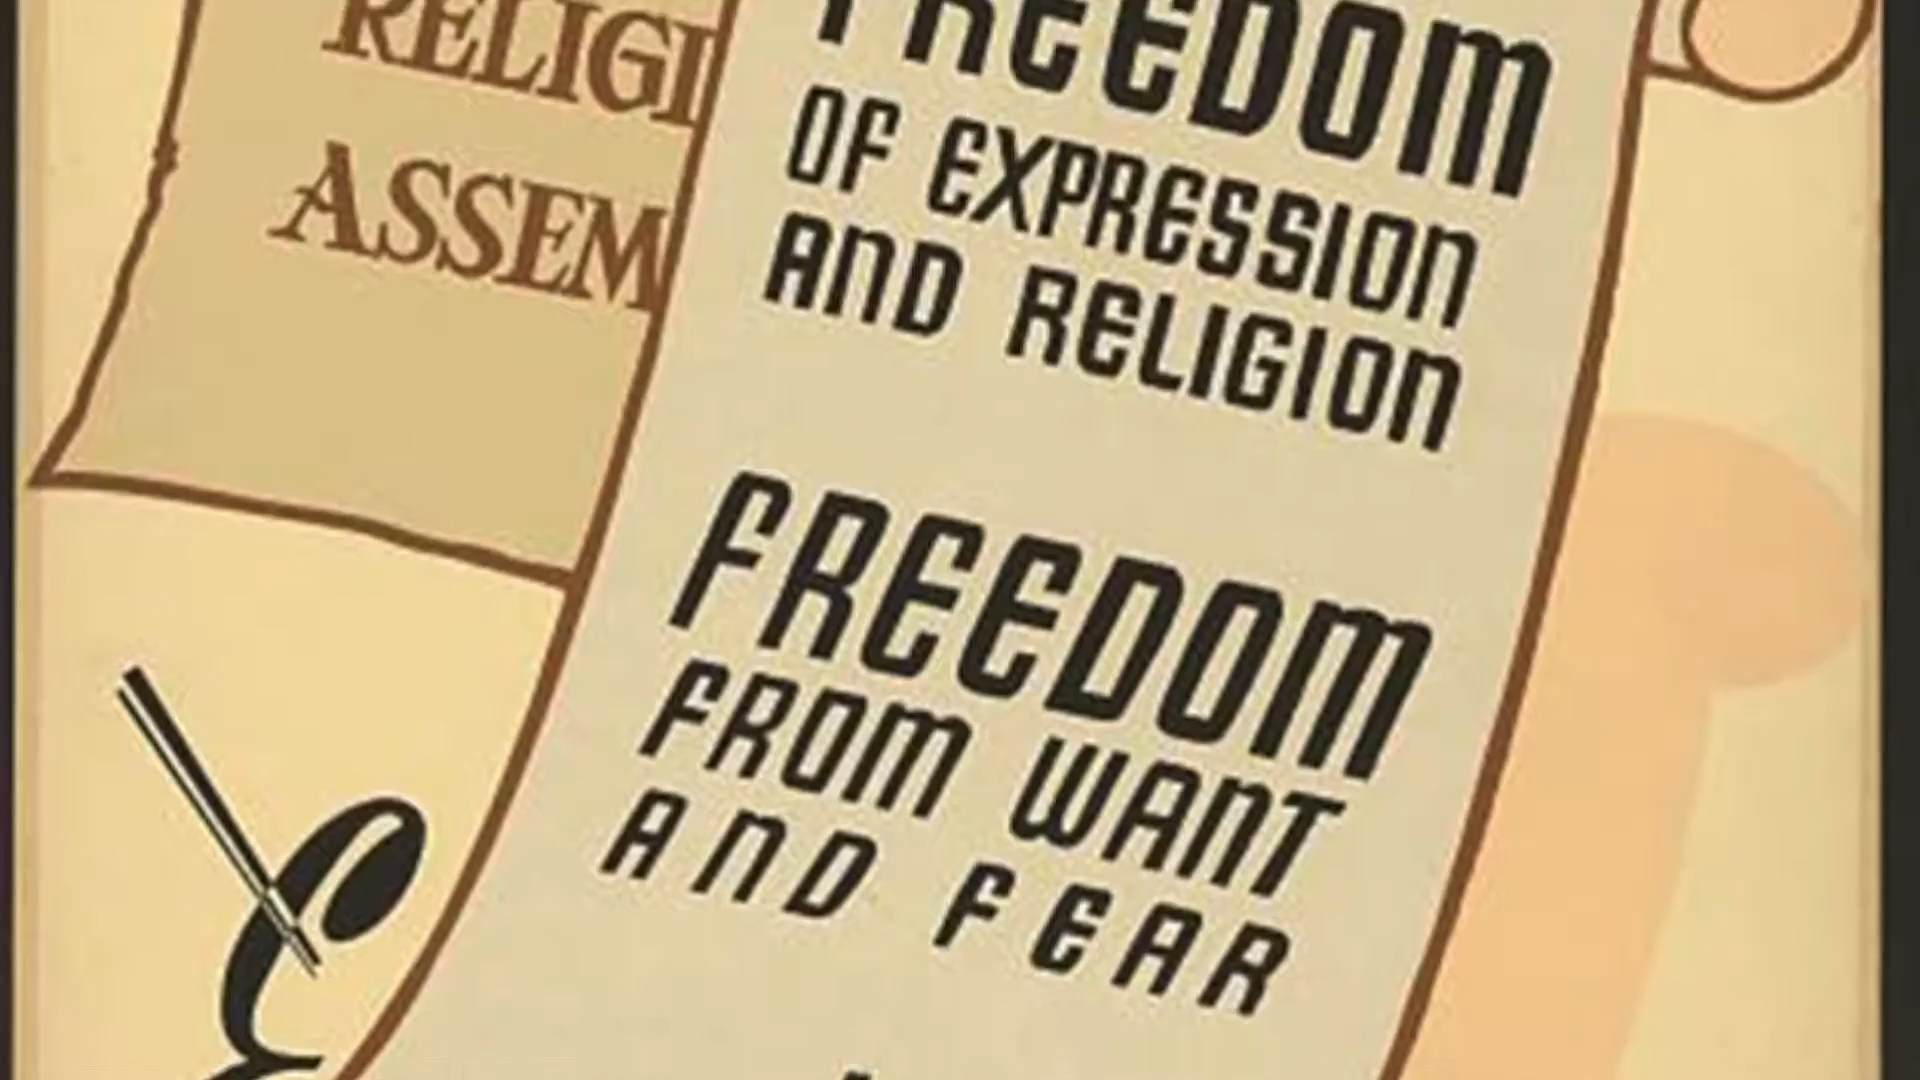 RELIGI
ASSEM
FREEDOM
OF EXPRESSION
AND RELIGION
FREEDOM
FROM WANT
AND FEAR
E